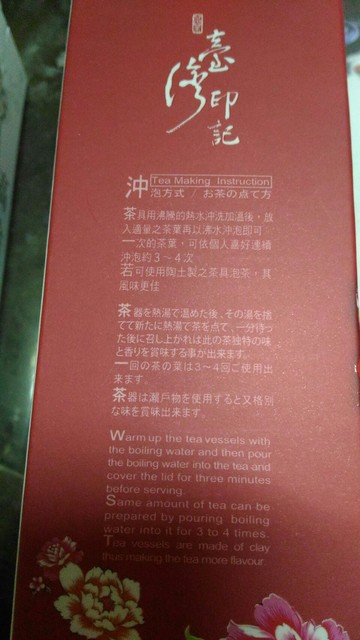 臺灣印記
沖 Tea Making Instruction
泡方式 / お茶の点て方
茶具用沸騰的熱水沖洗加溫後，放
入適量之茶葉再以沸水沖泡即可
一次的茶葉，可依個人喜好連續
沖泡約３～４次
若可使用陶土製之茶具泡茶，其
風味更佳
茶器を熱湯で温めた後、その湯を捨
てて新たに熱湯で茶を点て、一分待っ
た後に召し上がれば此の茶独特の味
と香りを賞味する事が出来ます。
一回の茶の葉は3～4回ご使用出
来ます。
茶器は瀬戸物を使用すると又格別
な味を賞味出来ます。
Warm up the tea vessels with
the boiling water and then pour
the boiling water into the tea and
cover the lid for three minutes
before serving.
Same amount of tea can be
prepared by pouring boiling
water into it for 3 to 4 times.
Tea vessels are made of clay
thus making the tea more flavour.